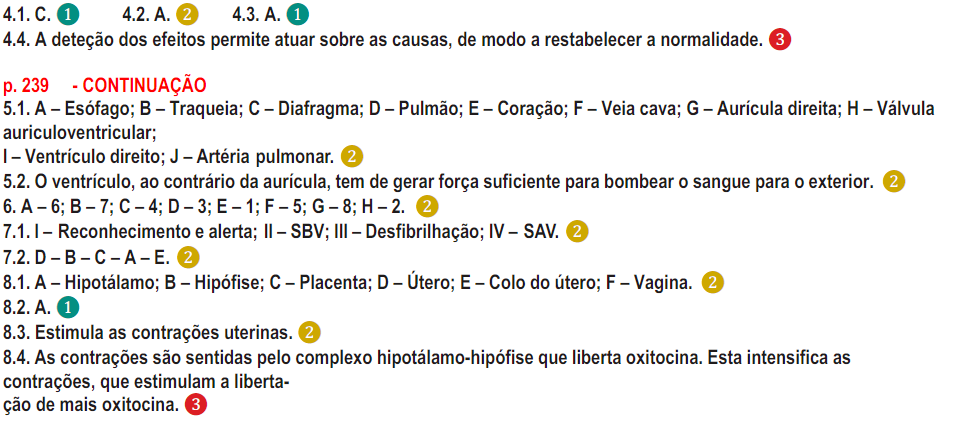 4.1. C. 1 4.2. A. 2 4.3. A. 1
4.4. A deteção dos efeitos permite atuar sobre as causas, de modo a restabelecer a normalidade. 3
p. 239 - CONTINUAÇÃO
5.1. A – Esófago; B – Traqueia; C – Diafragma; D – Pulmão; E – Coração; F – Veia cava; G – Aurícula direita; H – Válvula
auriculoventricular;
I – Ventrículo direito; J – Artéria pulmonar. 2
5.2. O ventrículo, ao contrário da aurícula, tem de gerar força suficiente para bombear o sangue para o exterior. 2
6. A – 6; B – 7; C – 4; D – 3; E – 1; F – 5; G – 8; H – 2. 2
7.1. I – Reconhecimento e alerta; II – SBV; III – Desfibrilhação; IV – SAV. 2
7.2. D – B – C – A – E. 2
8.1. A – Hipotálamo; B – Hipófise; C – Placenta; D – Útero; E – Colo do útero; F – Vagina. 2
8.2. A. 1
8.3. Estimula as contrações uterinas. 2
8.4. As contrações são sentidas pelo complexo hipotálamo-hipófise que liberta oxitocina. Esta intensifica as
contrações, que estimulam a liberta-
ção de mais oxitocina. 3